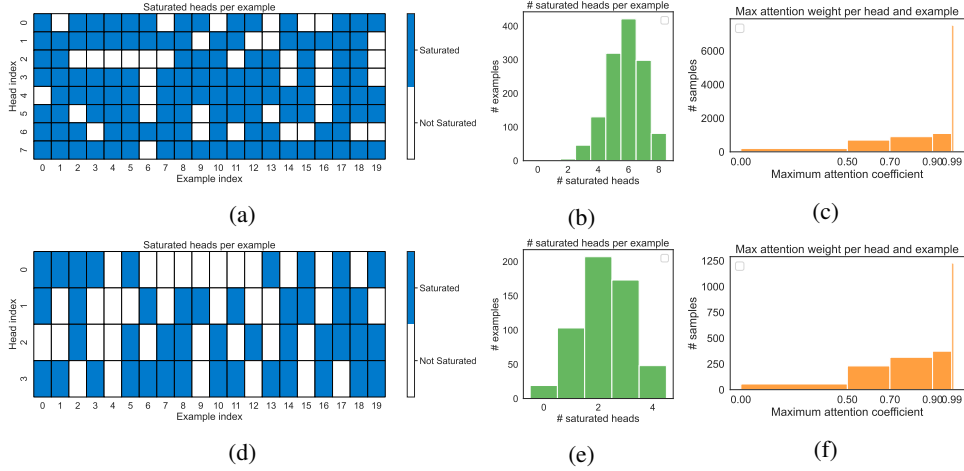 Saturated heads per example
Head index
0
1
2
3
4
5
6
7
0 1 2 3 4 5 6 7 8 9 10 11 12 13 14 15 16 17 18 19
Example index
Saturated
Not Saturated
(a)
# saturated heads per example
# examples
400
300
200
100
0
0 2 4 6 8
# saturated heads
(b)
Max attention weight per head and example
# samples
6000
4000
2000
0
0.00 0.50 0.70 0.90 0.99
Maximum attention coefficient
(c)
Saturated heads per example
Head index
0
1
2
3
0 1 2 3 4 5 6 7 8 9 10 11 12 13 14 15 16 17 18 19
Example index
Saturated
Not Saturated
(d)
# saturated heads per example
# examples
200
150
100
50
0
0 2 4
# saturated heads
(e)
Max attention weight per head and example
# samples
1250
1000
750
500
250
0
0.00 0.50 0.70 0.90 0.99
Maximum attention coefficient
(f)